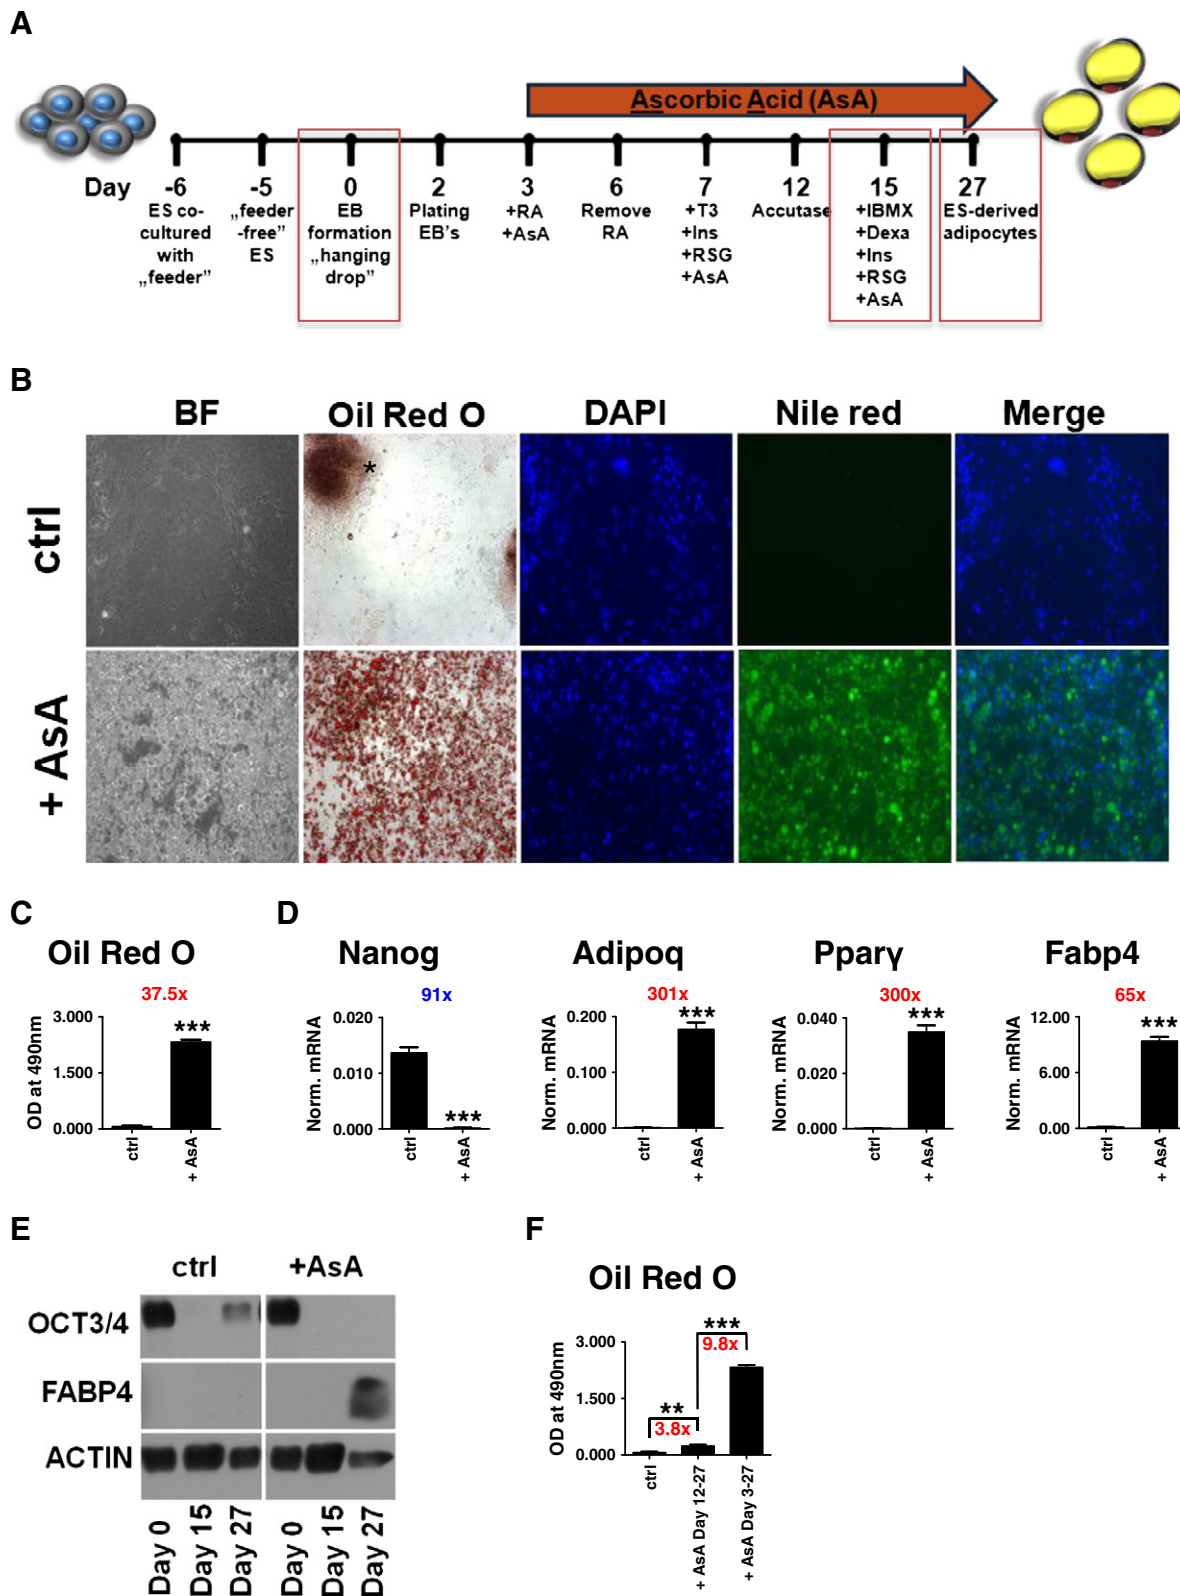 A
Ascorbic Acid (AsA)
Day -6 -5 0 2 3 6 7 12 15 27
ES co-
cultured
with
„feeder”
„feeder
-free”
ES
EB
formation
„hanging
drop”
Plating
EB's
+RA
+AsA
Remove
RA
+T3
+Ins
+RSG
+AsA
Accutase
+IBMX
+Dexa
+Ins
+RSG
+AsA
ES-derived
adipocytes
B
BF Oil Red O DAPI Nile red Merge
ctrl
*
+ AsA
C
Oil Red O
37.5x
OD at 490nm
3.000
1.500
0.000
***
ctrl
+ AsA
D
Nanog
91x
Norm. mRNA
0.020
0.010
0.000
***
ctrl
+ AsA
Adipoq
301x
Norm. mRNA
0.200
0.100
0.000
***
ctrl
+ AsA
Pparγ
300x
Norm. mRNA
0.040
0.020
0.000
***
ctrl
+ AsA
Fabp4
65x
Norm. mRNA
12.00
6.00
0.00
***
ctrl
+ AsA
E
ctrl +AsA
OCT3/4
FABP4
ACTIN
Day 0
Day 15
Day 27
Day 0
Day 15
Day 27
F
Oil Red O
OD at 490nm
3.000
1.500
0.000
***
9.8x
**
3.8x
ctrl
+ AsA Day 12-27
+ AsA Day 3-27